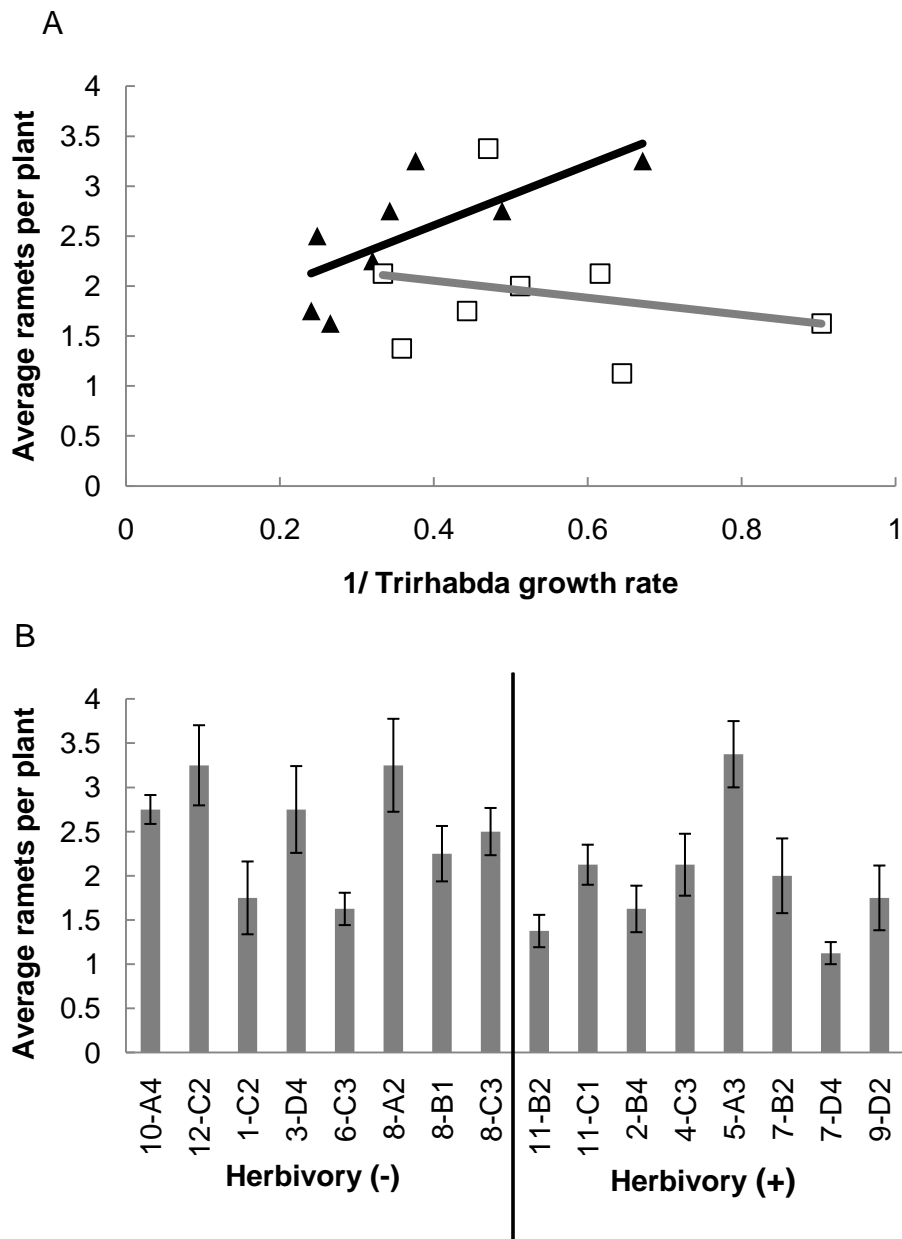 A
Average ramets per plant
4
3.5
3
2.5
2
1.5
1
0.5
0
0 0.2 0.4 0.6 0.8 1
1/ Trirhabda growth rate
B
Average ramets per plant
4
3.5
3
2.5
2
1.5
1
0.5
0
10-A4 12-C2 1-C2 3-D4 6-C3 8-A2 8-B1 8-C3 11-B2 11-C1 2-B4 4-C3 5-A3 7-B2 7-D4 9-D2
Herbivory (-) Herbivory (+)